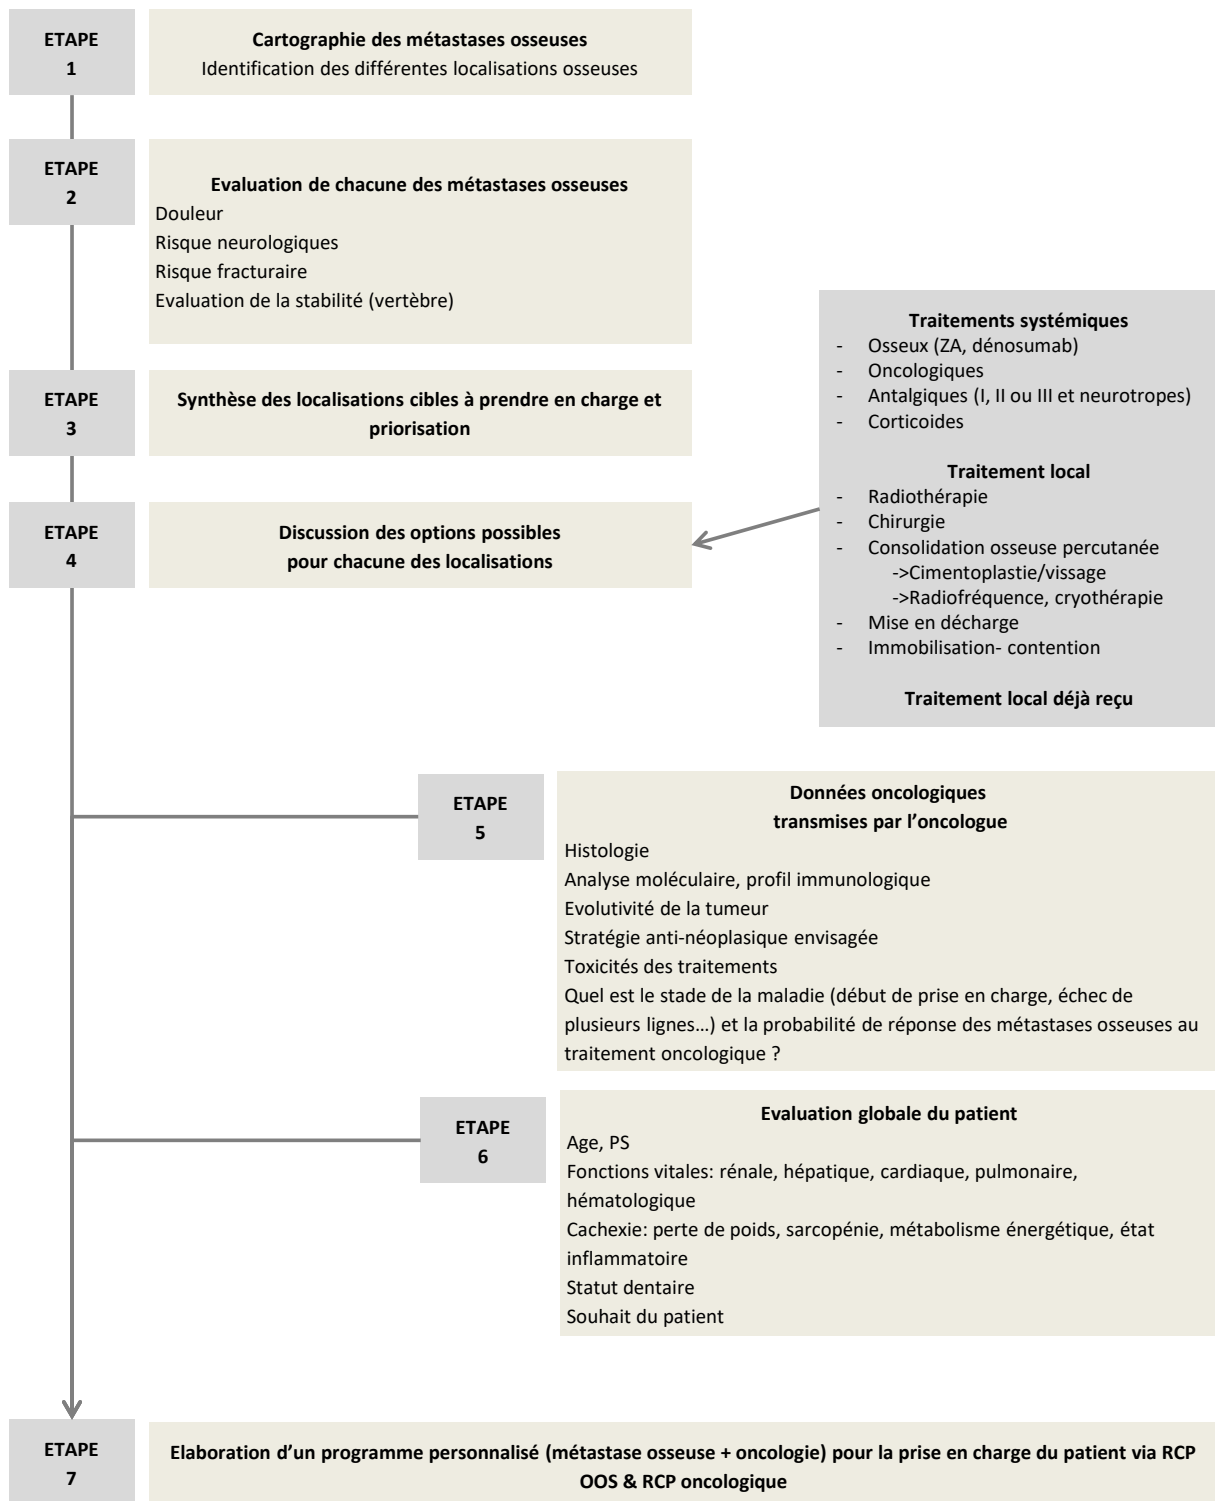 ETAPE
1
Cartographie des métastases osseuses
Identification des différentes localisations osseuses
ETAPE
2
Evaluation de chacune des métastases osseuses
Douleur
Risque neurologiques
Risque fracturaire
Evaluation de la stabilité (vertèbre)
ETAPE
3
Synthèse des localisations cibles à prendre en charge et
priorisation
ETAPE
4
Discussion des options possibles
pour chacune des localisations
Traitements systémiques
- Osseux (ZA, dénosumab)
- Oncologiques
- Antalgiques (I, II ou III et neurotropes)
- Corticoides
Traitement local
- Radiothérapie
- Chirurgie
- Consolidation osseuse percutanée
->Cimentoplastie/vissage
->Radiofréquence, cryothérapie
- Mise en décharge
- Immobilisation- contention
Traitement local déjà reçu
ETAPE
5
Données oncologiques
transmises par l’oncologue
Histologie
Analyse moléculaire, profil immunologique
Evolutivité de la tumeur
Stratégie anti-néoplasique envisagée
Toxicités des traitements
Quel est le stade de la maladie (début de prise en charge, échec de
plusieurs lignes…) et la probabilité de réponse des métastases osseuses au
traitement oncologique ?
ETAPE
6
Evaluation globale du patient
Age, PS
Fonctions vitales: rénale, hépatique, cardiaque, pulmonaire,
hématologique
Cachexie: perte de poids, sarcopénie, métabolisme énergétique, état
inflammatoire
Statut dentaire
Souhait du patient
ETAPE
7
Elaboration d’un programme personnalisé (métastase osseuse + oncologie) pour la prise en charge du patient via RCP
OOS & RCP oncologique